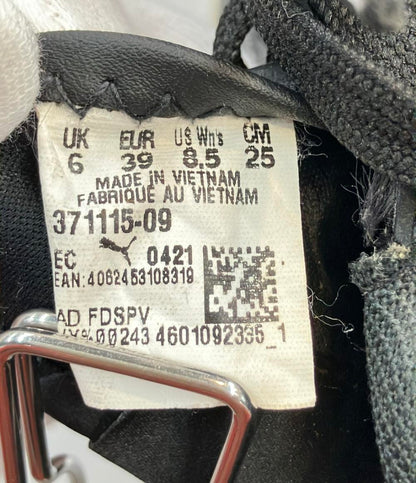 UK EUR US Wn's CM
6 39 8.5 25
MADE IN VIETNAM
FABRIQUÉ AU VIETNAM
371115-09
EC 0421
EAN:4062453108319
AD FDSPV
00243 4601092335_1